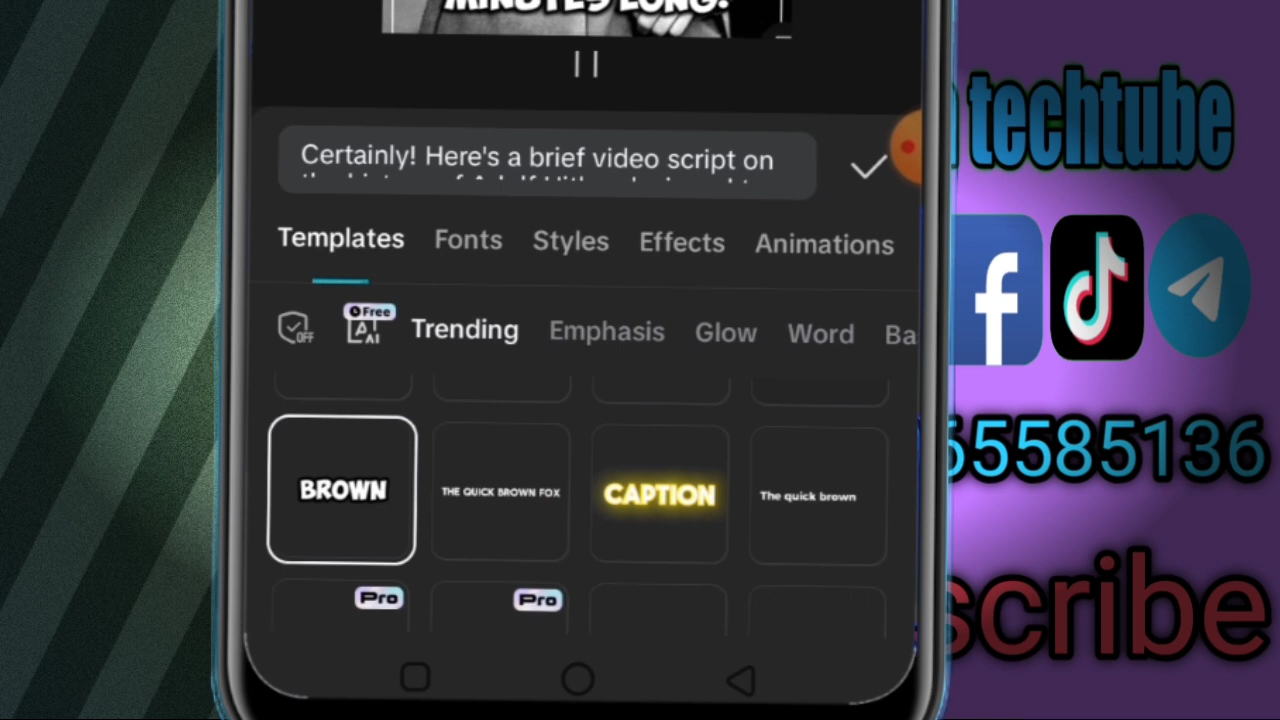 MINUTES LONG.
techtube
Certainly! Here's a brief video script on
Templates Fonts Styles Effects Animations
OFF
Free
AI
Trending Emphasis Glow Word Ba
BROWN
THE QUICK BROWN FOX
CAPTION
The quick brown
55585136
Pro
Pro
scribe